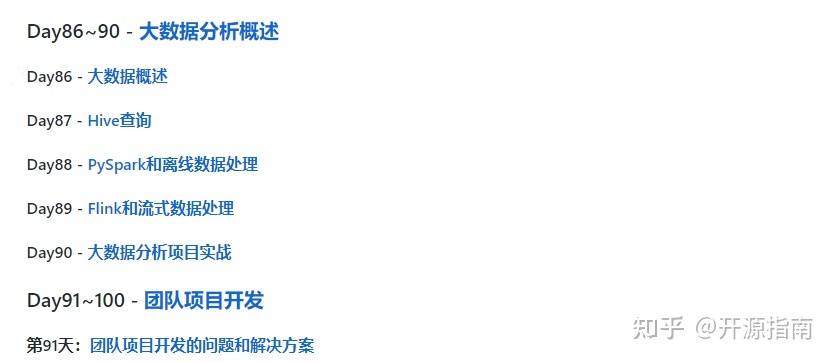 Day86~90 - 大数据分析概述
Day86 - 大数据概述
Day87 - Hive查询
Day88 - PySpark和离线数据处理
Day89 - Flink和流式数据处理
Day90 - 大数据分析项目实战
Day91~100 - 团队项目开发
第91天：团队项目开发的问题和解决方案
知乎 @开源指南